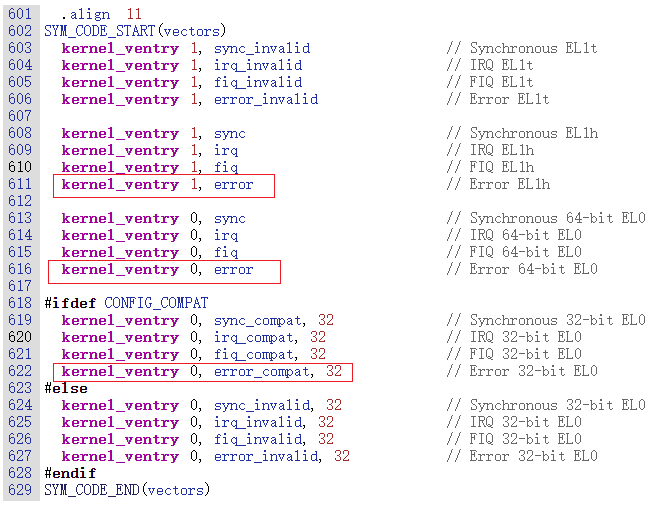 601   .align  11
602 SYM_CODE_START(vectors)
603   kernel_ventry 1, sync_invalid                // Synchronous EL1t
604   kernel_ventry 1, irq_invalid                 // IRQ EL1t
605   kernel_ventry 1, fiq_invalid                 // FIQ EL1t
606   kernel_ventry 1, error_invalid               // Error EL1t
607
608   kernel_ventry 1, sync                        // Synchronous EL1h
609   kernel_ventry 1, irq                         // IRQ EL1h
610   kernel_ventry 1, fiq                         // FIQ EL1h
611   kernel_ventry 1, error                       // Error EL1h
612
613   kernel_ventry 0, sync                        // Synchronous 64-bit EL0
614   kernel_ventry 0, irq                         // IRQ 64-bit EL0
615   kernel_ventry 0, fiq                         // FIQ 64-bit EL0
616   kernel_ventry 0, error                       // Error 64-bit EL0
617
618 #ifdef CONFIG_COMPAT
619   kernel_ventry 0, sync_compat, 32             // Synchronous 32-bit EL0
620   kernel_ventry 0, irq_compat, 32              // IRQ 32-bit EL0
621   kernel_ventry 0, fiq_compat, 32              // FIQ 32-bit EL0
622   kernel_ventry 0, error_compat, 32            // Error 32-bit EL0
623 #else
624   kernel_ventry 0, sync_invalid, 32            // Synchronous 32-bit EL0
625   kernel_ventry 0, irq_invalid, 32             // IRQ 32-bit EL0
626   kernel_ventry 0, fiq_invalid, 32             // FIQ 32-bit EL0
627   kernel_ventry 0, error_invalid, 32           // Error 32-bit EL0
628 #endif
629 SYM_CODE_END(vectors)